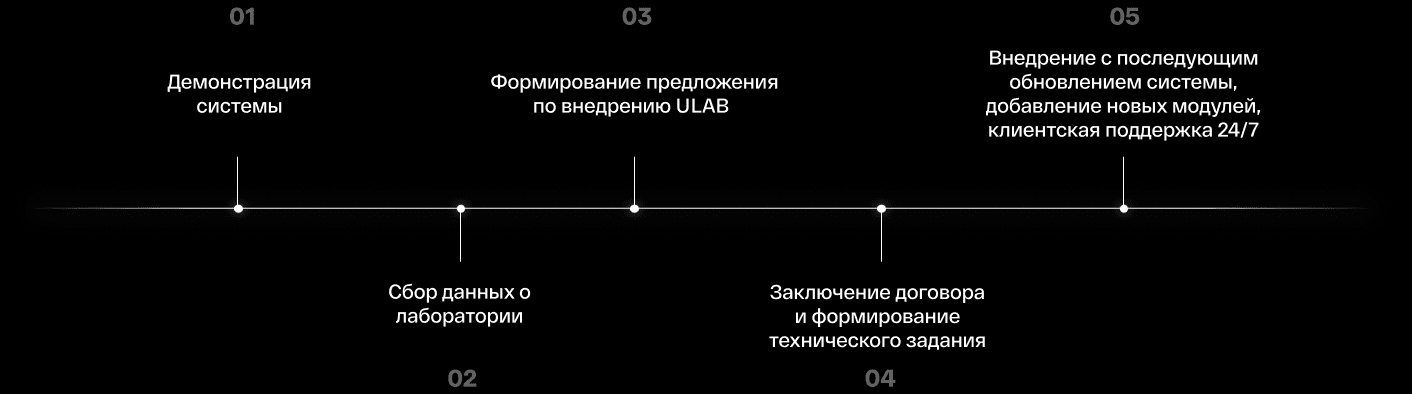 01
Демонстрация
системы
Сбор данных о
лаборатории
02
03
Формирование предложения
по внедрению ULAB
Заключение договора
и формирование
технического задания
04
05
Внедрение с последующим
обновлением системы,
добавление новых модулей,
клиентская поддержка 24/7